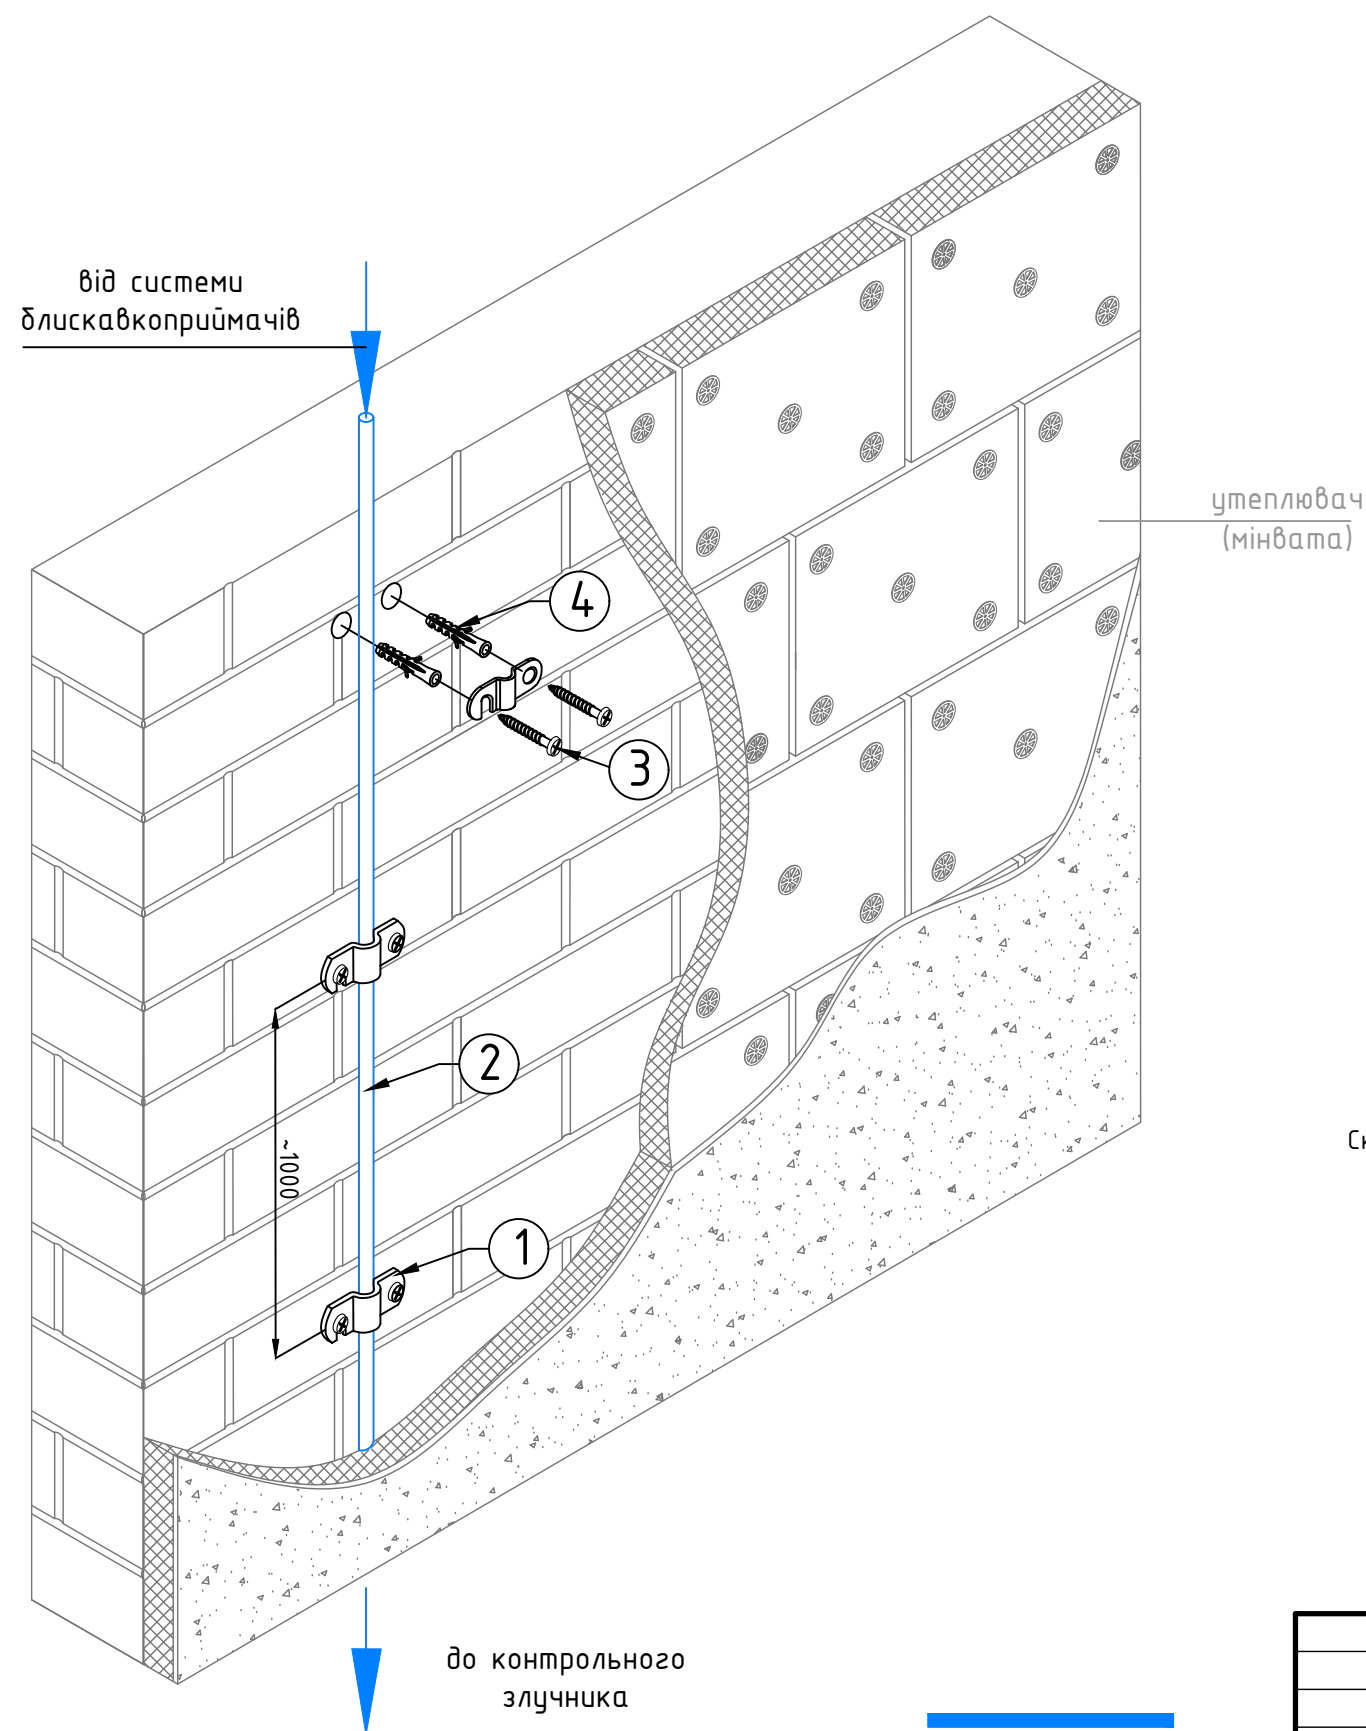 від системи
блискавкоприймачів
утеплювач
(мінвата)
4
3
2
~1000
1
до контрольного
злучника